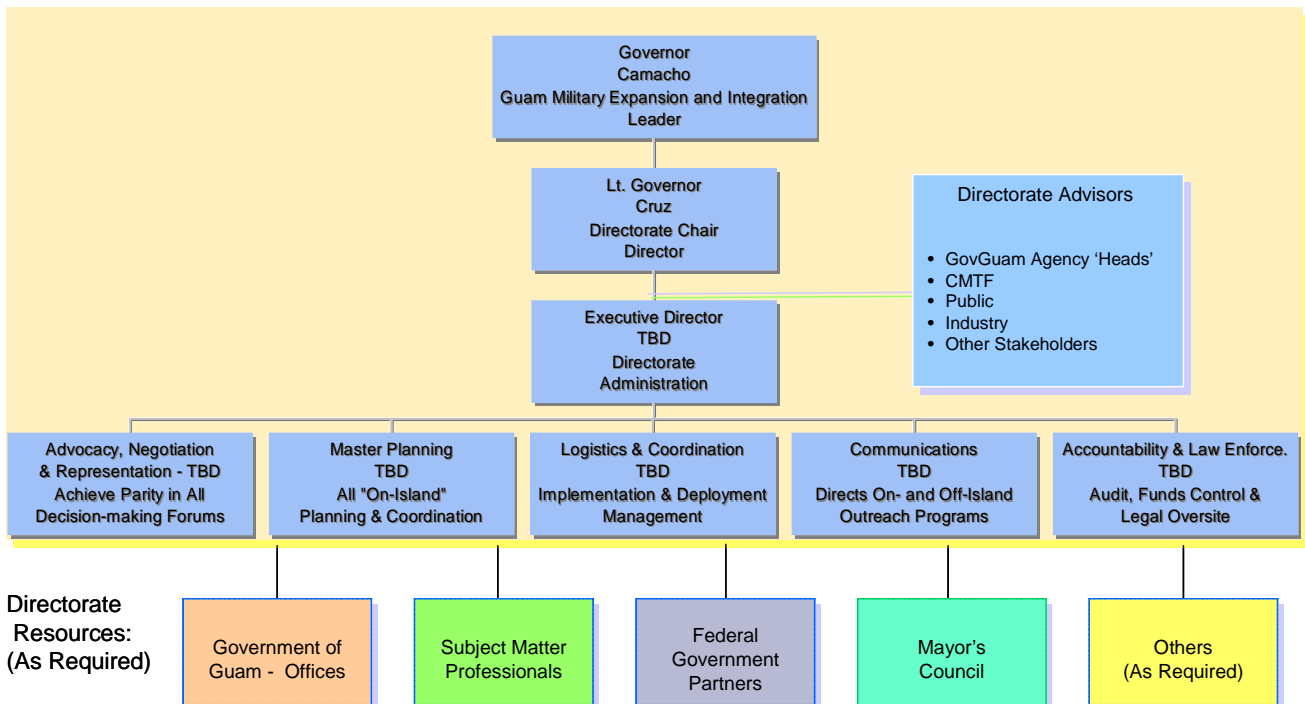 Governor
Camacho
Guam Military Expansion and Integration
Leader
Lt. Governor
Cruz
Directorate Chair
Director
Directorate Advisors
• GovGuam Agency ‘Heads’
• CMTF
• Public
• Industry
• Other Stakeholders
Executive Director
TBD
Directorate
Administration
Advocacy, Negotiation
& Representation - TBD
Achieve Parity in All
Decision-making Forums
Master Planning
TBD
All "On-Island"
Planning & Coordination
Logistics & Coordination
TBD
Implementation & Deployment
Management
Communications
TBD
Directs On- and Off-Island
Outreach Programs
Accountability & Law Enforce.
TBD
Audit, Funds Control &
Legal Oversite
Directorate
Resources:
(As Required)
Government of
Guam - Offices
Subject Matter
Professionals
Federal
Government
Partners
Mayor’s
Council
Others
(As Required)